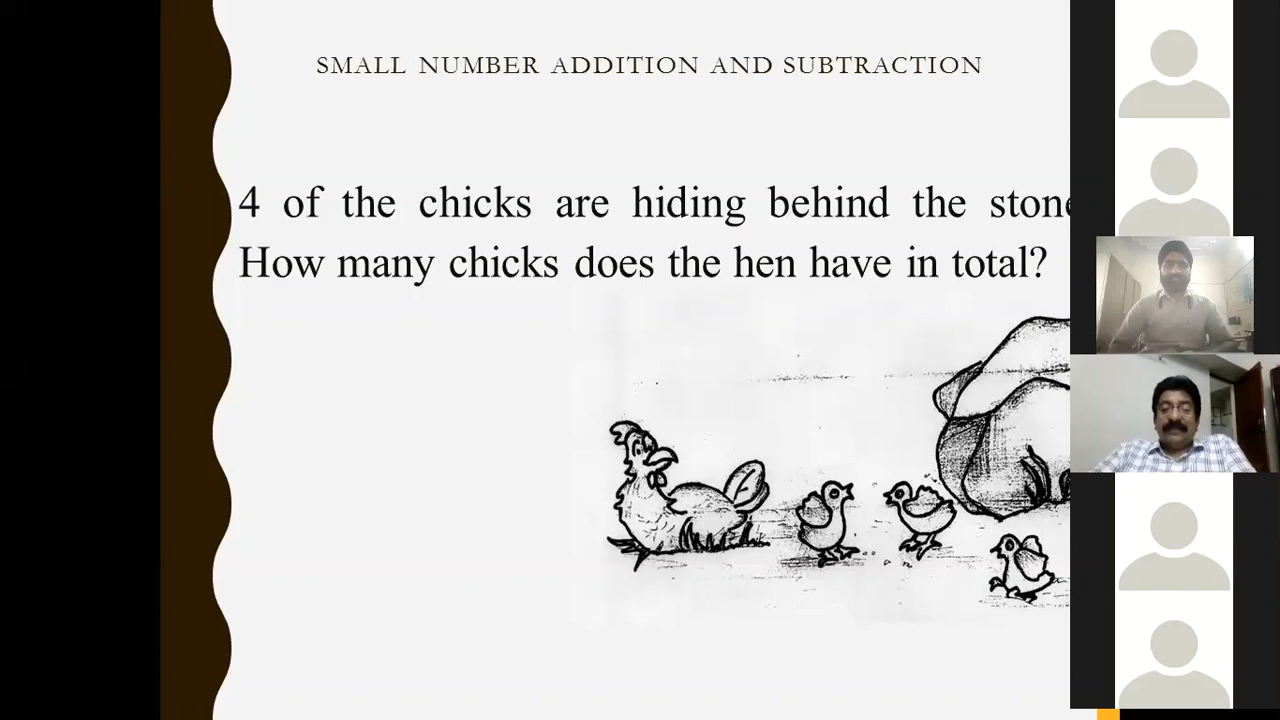 SMALL NUMBER ADDITION AND SUBTRACTION
4 of the chicks are hiding behind the stone
How many chicks does the hen have in total?